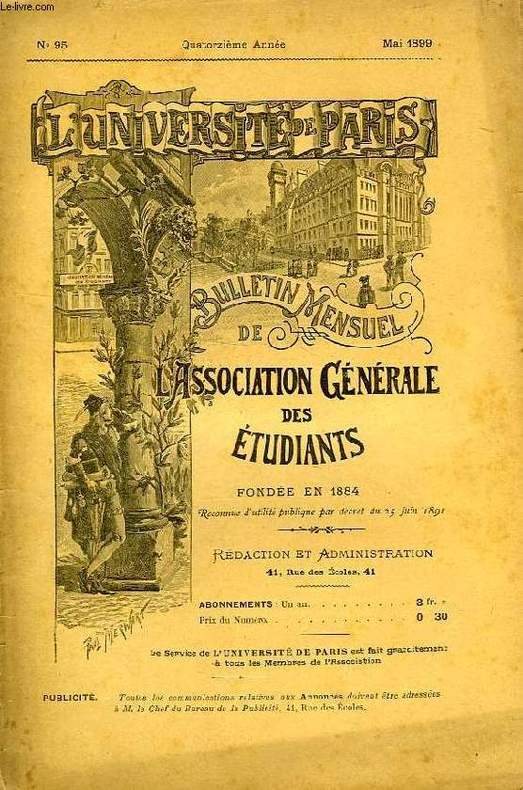 Le-livre.com
No 95 Quatorzième Année Mai 1899
L'UNIVERSITÉ DE PARIS
BULLETIN MENSUEL
DE
L'ASSOCIATION GÉNÉRALE
DES
ÉTUDIANTS
FONDÉE EN 1884
Reconnue d'utilité publique par décret du 25 juin 1891
RÉDACTION ET ADMINISTRATION
41, Rue des Écoles, 41
ABONNEMENTS : Un an. . . . . . . . . . 3 fr. »
Prix du Numéro. . . . . . . . . . . . 0 30
Le Service de L'UNIVERSITÉ DE PARIS est fait gratuitement
à tous les Membres de l'Association
PUBLICITÉ. — Toutes les communications relatives aux Annonces doivent être adressées
à M. le Chef du Bureau de la Publicité, 41, Rue des Écoles.